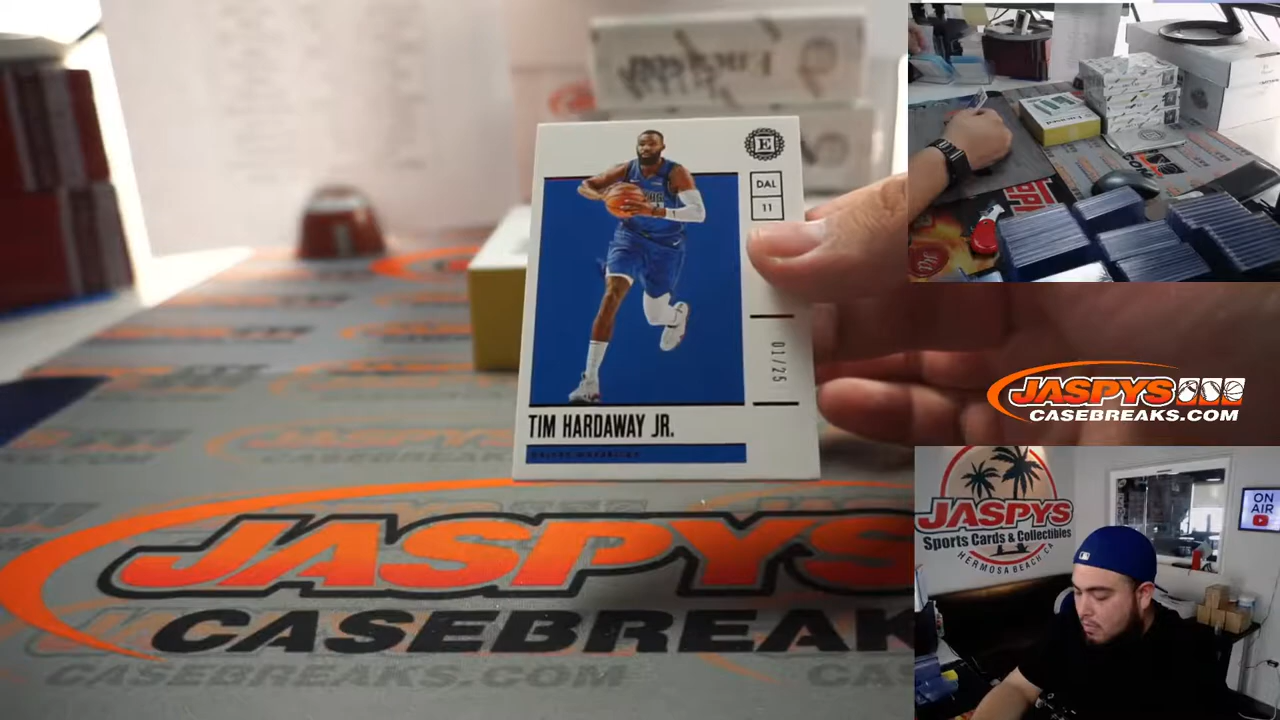 E
DAL
11
01/25
TIM HARDAWAY JR.
JASPYS
CASEBREAK
CASEBREAKS.COM
JASPYS
CASEBREAKS.COM
JASPYS
Sports Cards & Collectibles
HERMOSA BEACH CA
ON
AIR